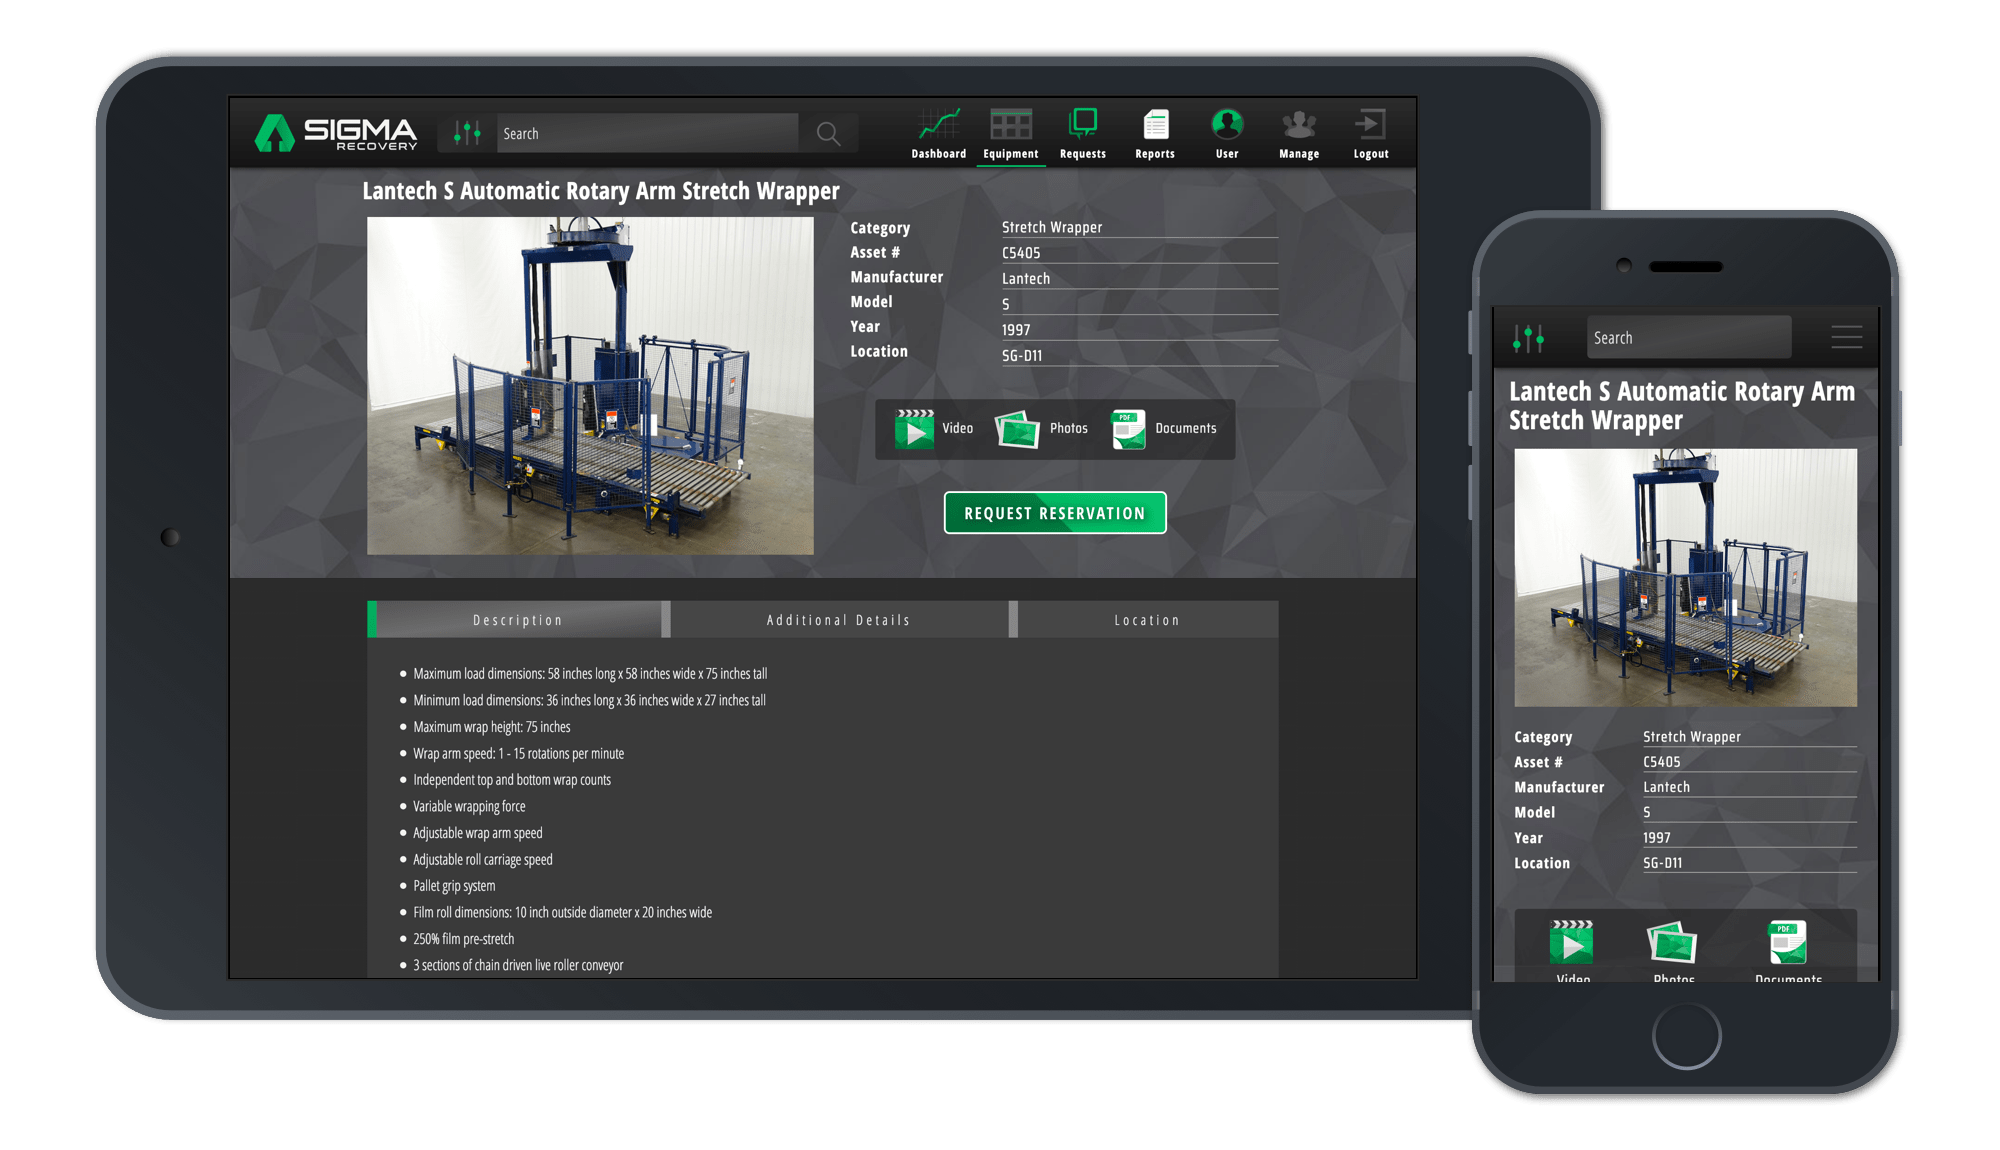 SIGMA
RECOVERY
Search
Dashboard
Equipment
Requests
Reports
User
Manage
Logout
Lantech S Automatic Rotary Arm Stretch Wrapper
Category Stretch Wrapper
Asset # C5405
Manufacturer Lantech
Model S
Year 1997
Location SG-D11
Video
Photos
PDF
Documents
REQUEST RESERVATION
Description
Additional Details
Location
• Maximum load dimensions: 58 inches long x 58 inches wide x 75 inches tall
• Minimum load dimensions: 36 inches long x 36 inches wide x 27 inches tall
• Maximum wrap height: 75 inches
• Wrap arm speed: 1 - 15 rotations per minute
• Independent top and bottom wrap counts
• Variable wrapping force
• Adjustable wrap arm speed
• Adjustable roll carriage speed
• Pallet grip system
• Film roll dimensions: 10 inch outside diameter x 20 inches wide
• 250% film pre-stretch
• 3 sections of chain driven live roller conveyor
Search
Lantech S Automatic Rotary Arm
Stretch Wrapper
Category Stretch Wrapper
Asset # C5405
Manufacturer Lantech
Model S
Year 1997
Location SG-D11
PDF
Video
Photos
Documents